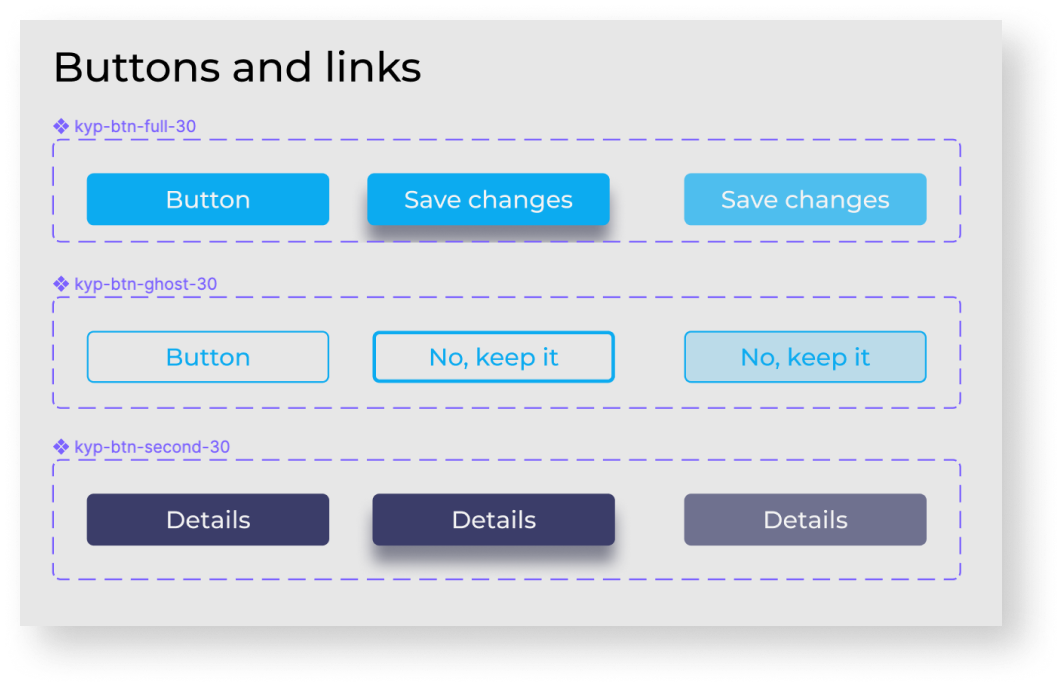 Buttons and links
kyp-btn-full-30
Button
Save changes
Save changes
kyp-btn-ghost-30
Button
No, keep it
No, keep it
kyp-btn-second-30
Details
Details
Details